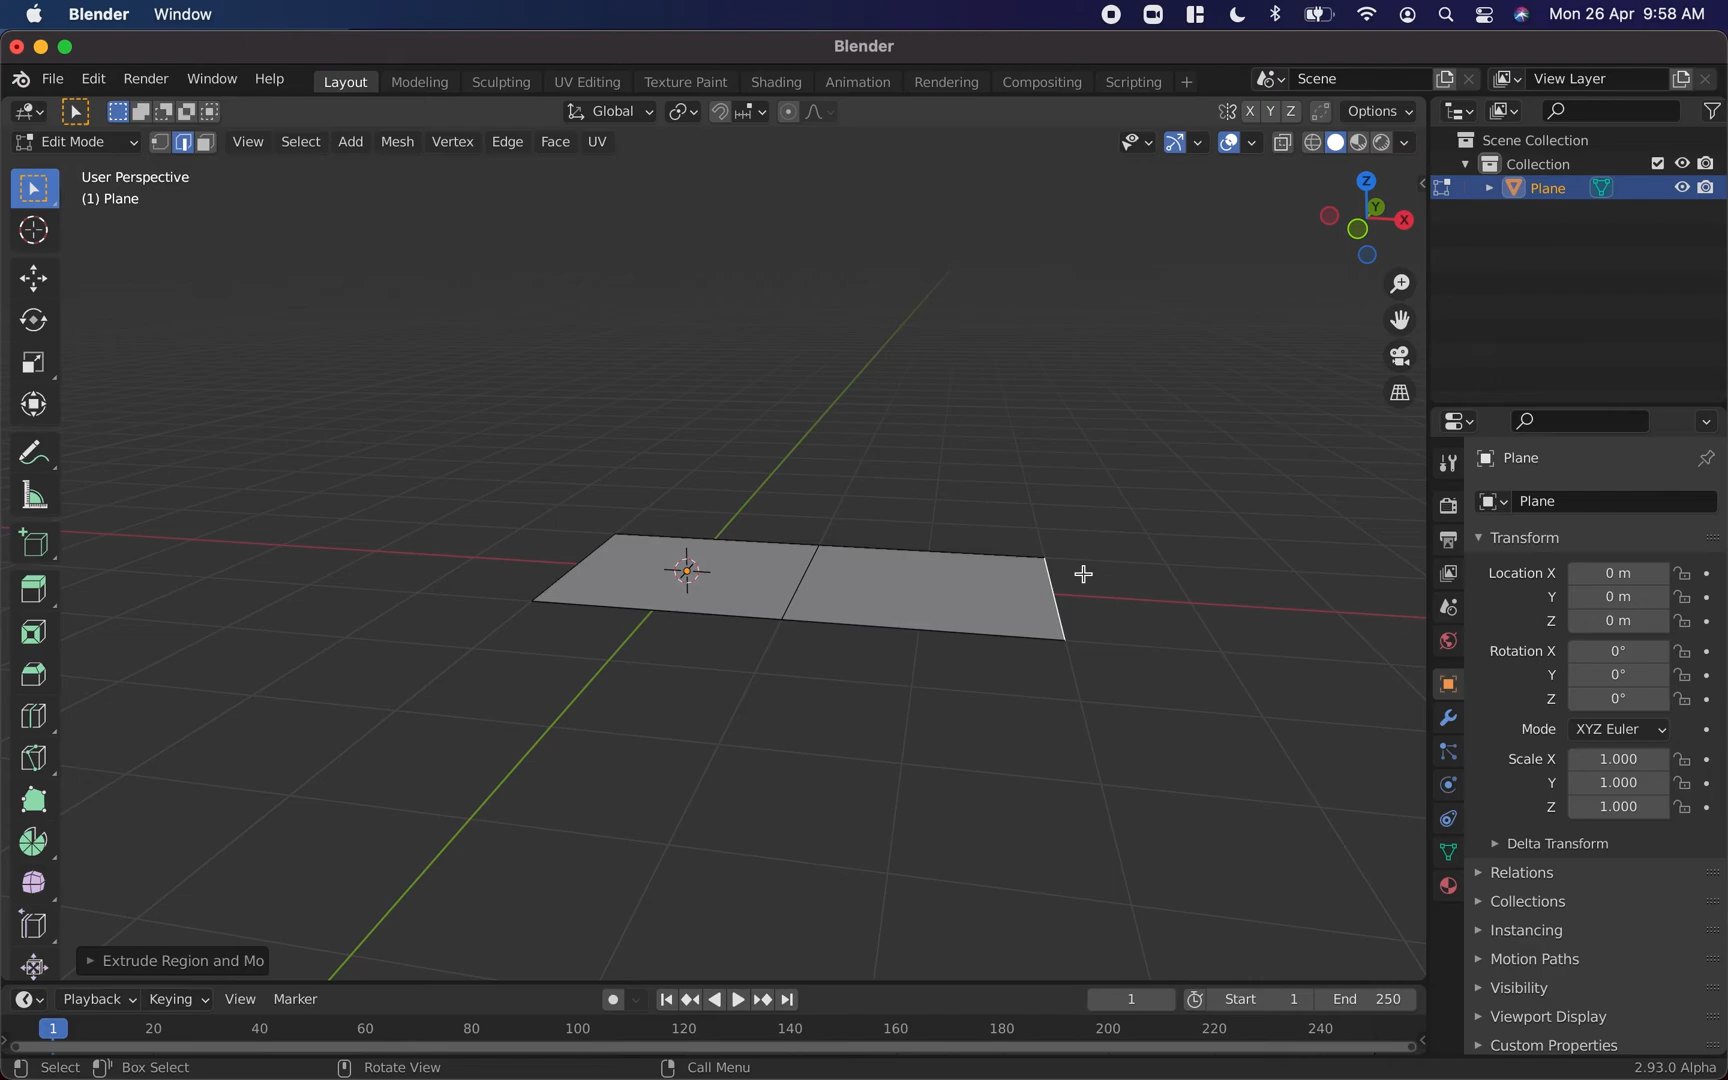 Blender Window Mon 26 Apr 9:58 AM
Blender
File Edit Render Window Help Layout Modeling Sculpting UV Editing Texture Paint Shading Animation Rendering Compositing Scripting + Scene View Layer
Global X Y Z Options
Edit Mode View Select Add Mesh Vertex Edge Face UV
Scene Collection
Collection
Plane
User Perspective
(1) Plane
Z
Y
X
Plane
Plane
Transform
Location X 0 m
Y 0 m
Z 0 m
Rotation X 0°
Y 0°
Z 0°
Mode XYZ Euler
Scale X 1.000
Y 1.000
Z 1.000
Delta Transform
Relations
Collections
Instancing
Motion Paths
Visibility
Viewport Display
Custom Properties
Extrude Region and Mo
Playback Keying View Marker 1 Start 1 End 250
1 20 40 60 80 100 120 140 160 180 200 220 240
Select Box Select Rotate View Call Menu 2.93.0 Alpha